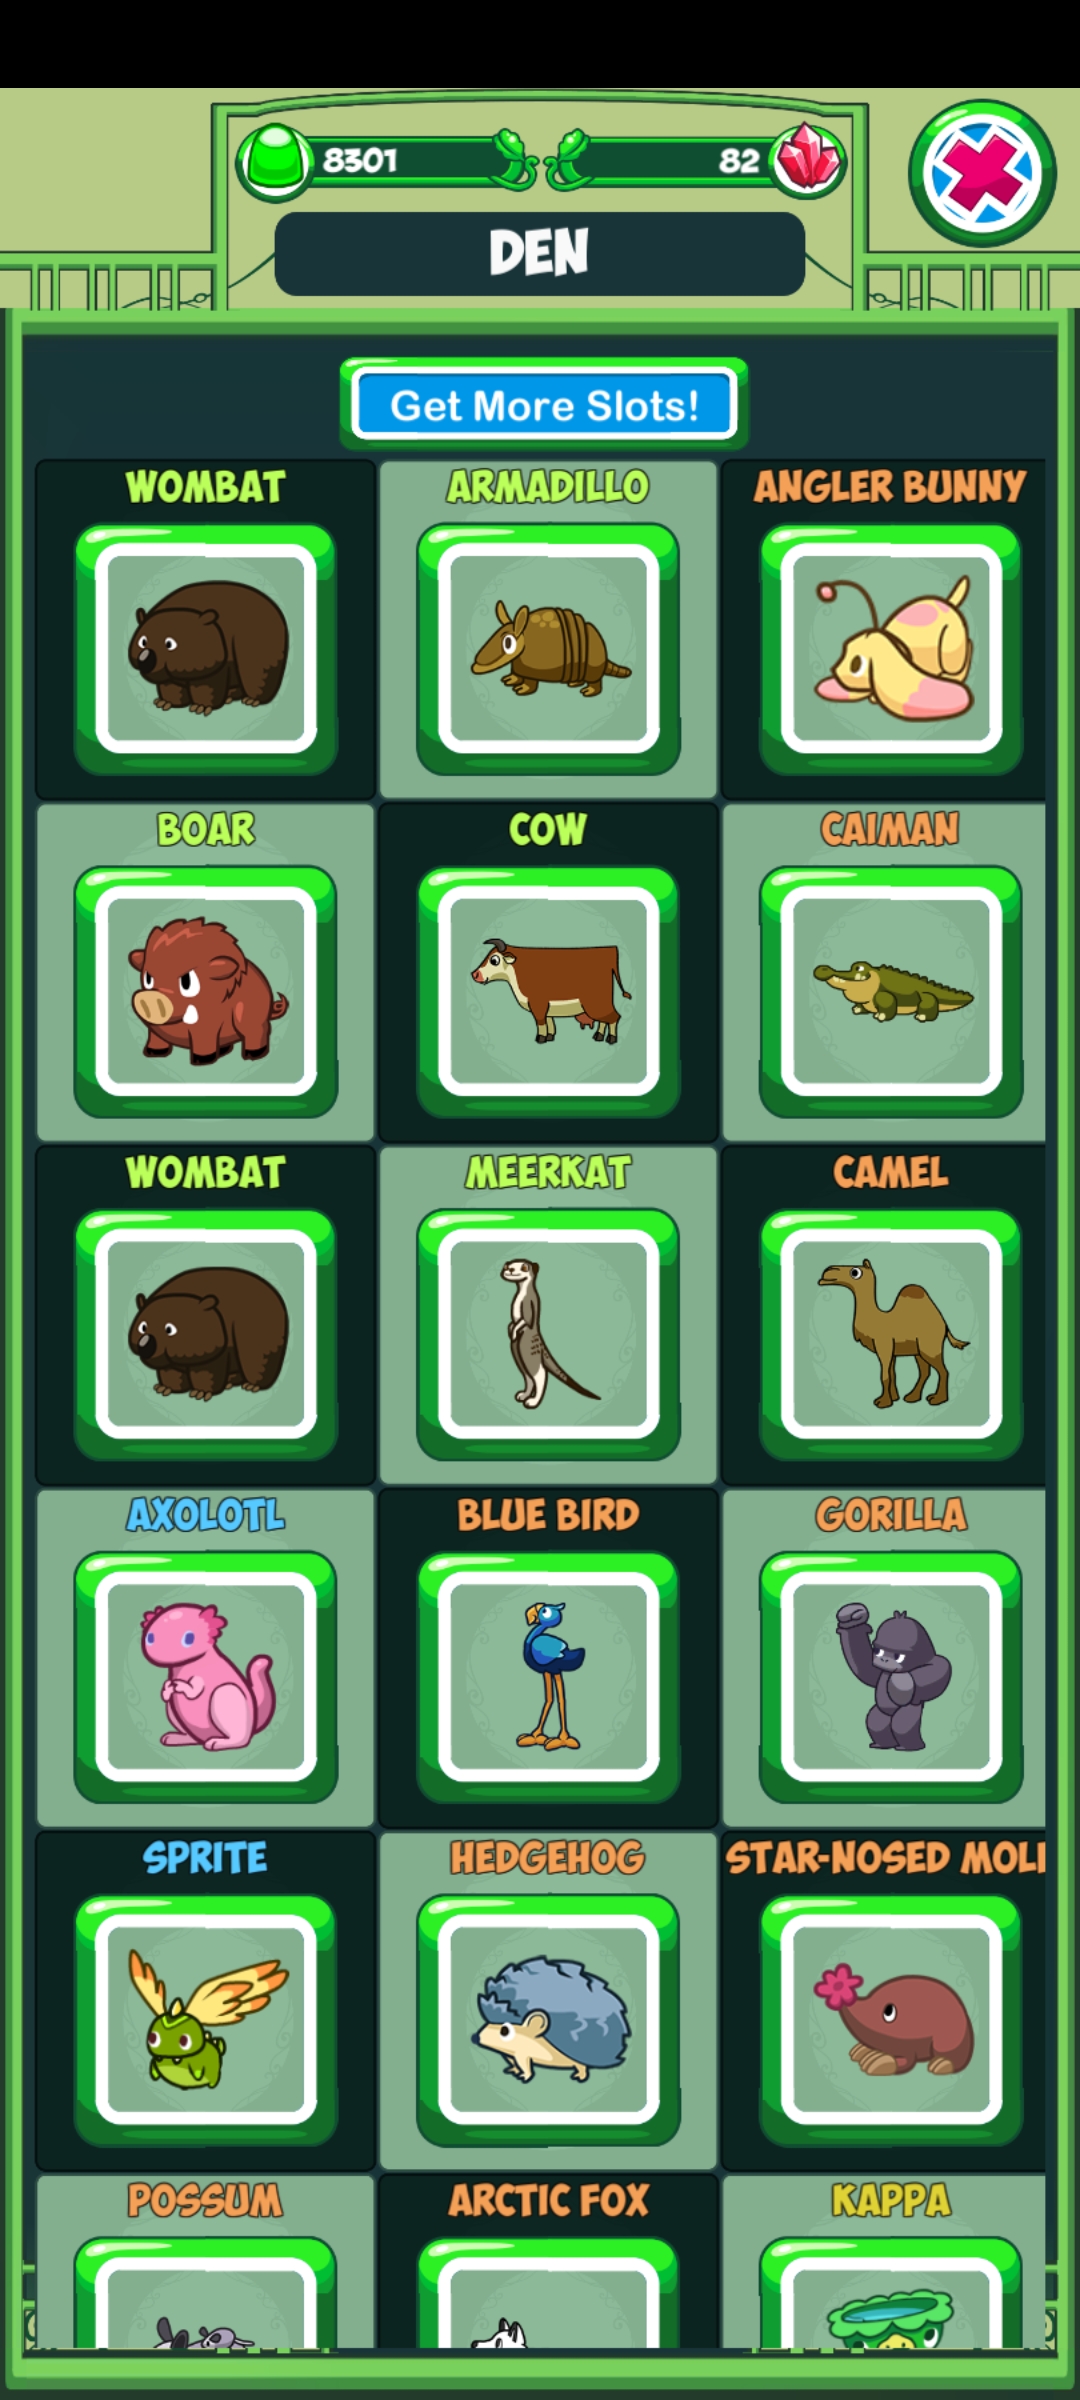 8301 82
DEN
Get More Slots!
WOMBAT ARMADILLO ANGLER BUNNY
BOAR COW CAIMAN
WOMBAT MEERKAT CAMEL
AXOLOTL BLUE BIRD GORILLA
SPRITE HEDGEHOG STAR-NOSED MOL
POSSUM ARCTIC FOX KAPPA